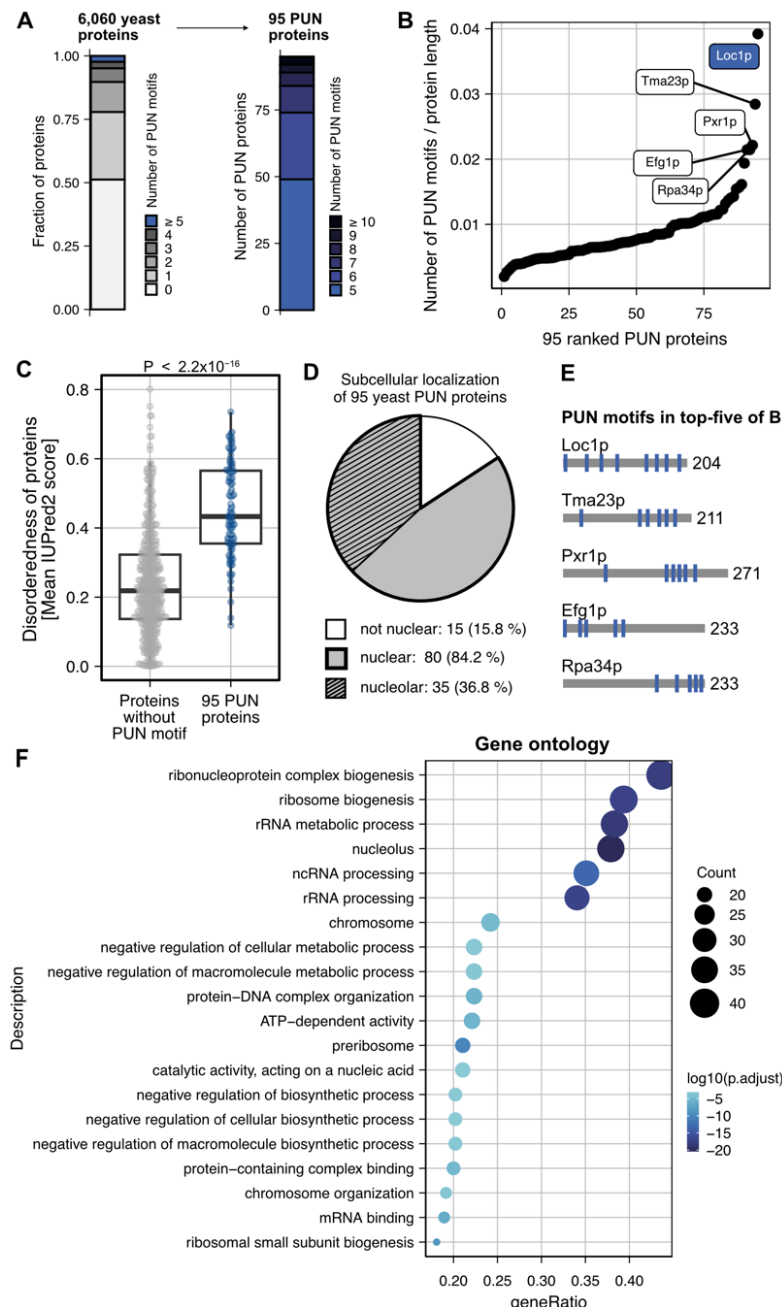 A
6,060 yeast
proteins
95 PUN
proteins
Fraction of proteins
1.00
0.75
0.50
0.25
0.00
Number of PUN motifs
≥ 5
4
3
2
1
0
Number of PUN proteins
75
50
25
0
Number of PUN motifs
≥ 10
9
8
7
6
5
B
Number of PUN motifs / protein length
0.04
0.03
0.02
0.01
Loc1p
Tma23p
Pxr1p
Efg1p
Rpa34p
0
25
50
75
95 ranked PUN proteins
C
P < 2.2x10⁻¹⁶
Disorderedness of proteins
[Mean IUPred2 score]
0.8
0.6
0.4
0.2
0.0
Proteins
without
PUN motif
95 PUN
proteins
D
Subcellular localization
of 95 yeast PUN proteins
not nuclear: 15 (15.8 %)
nuclear: 80 (84.2 %)
nucleolar: 35 (36.8 %)
E
PUN motifs in top-five of B
Loc1p
204
Tma23p
211
Pxr1p
271
Efg1p
233
Rpa34p
233
F
Gene ontology
Description
ribonucleoprotein complex biogenesis
ribosome biogenesis
rRNA metabolic process
nucleolus
ncRNA processing
rRNA processing
chromosome
negative regulation of cellular metabolic process
negative regulation of macromolecule metabolic process
protein−DNA complex organization
ATP−dependent activity
preribosome
catalytic activity, acting on a nucleic acid
negative regulation of biosynthetic process
negative regulation of cellular biosynthetic process
negative regulation of macromolecule biosynthetic process
protein−containing complex binding
chromosome organization
mRNA binding
ribosomal small subunit biogenesis
0.20
0.25
0.30
0.35
0.40
geneRatio
Count
20
25
30
35
40
log10(p.adjust)
−5
−10
−15
−20